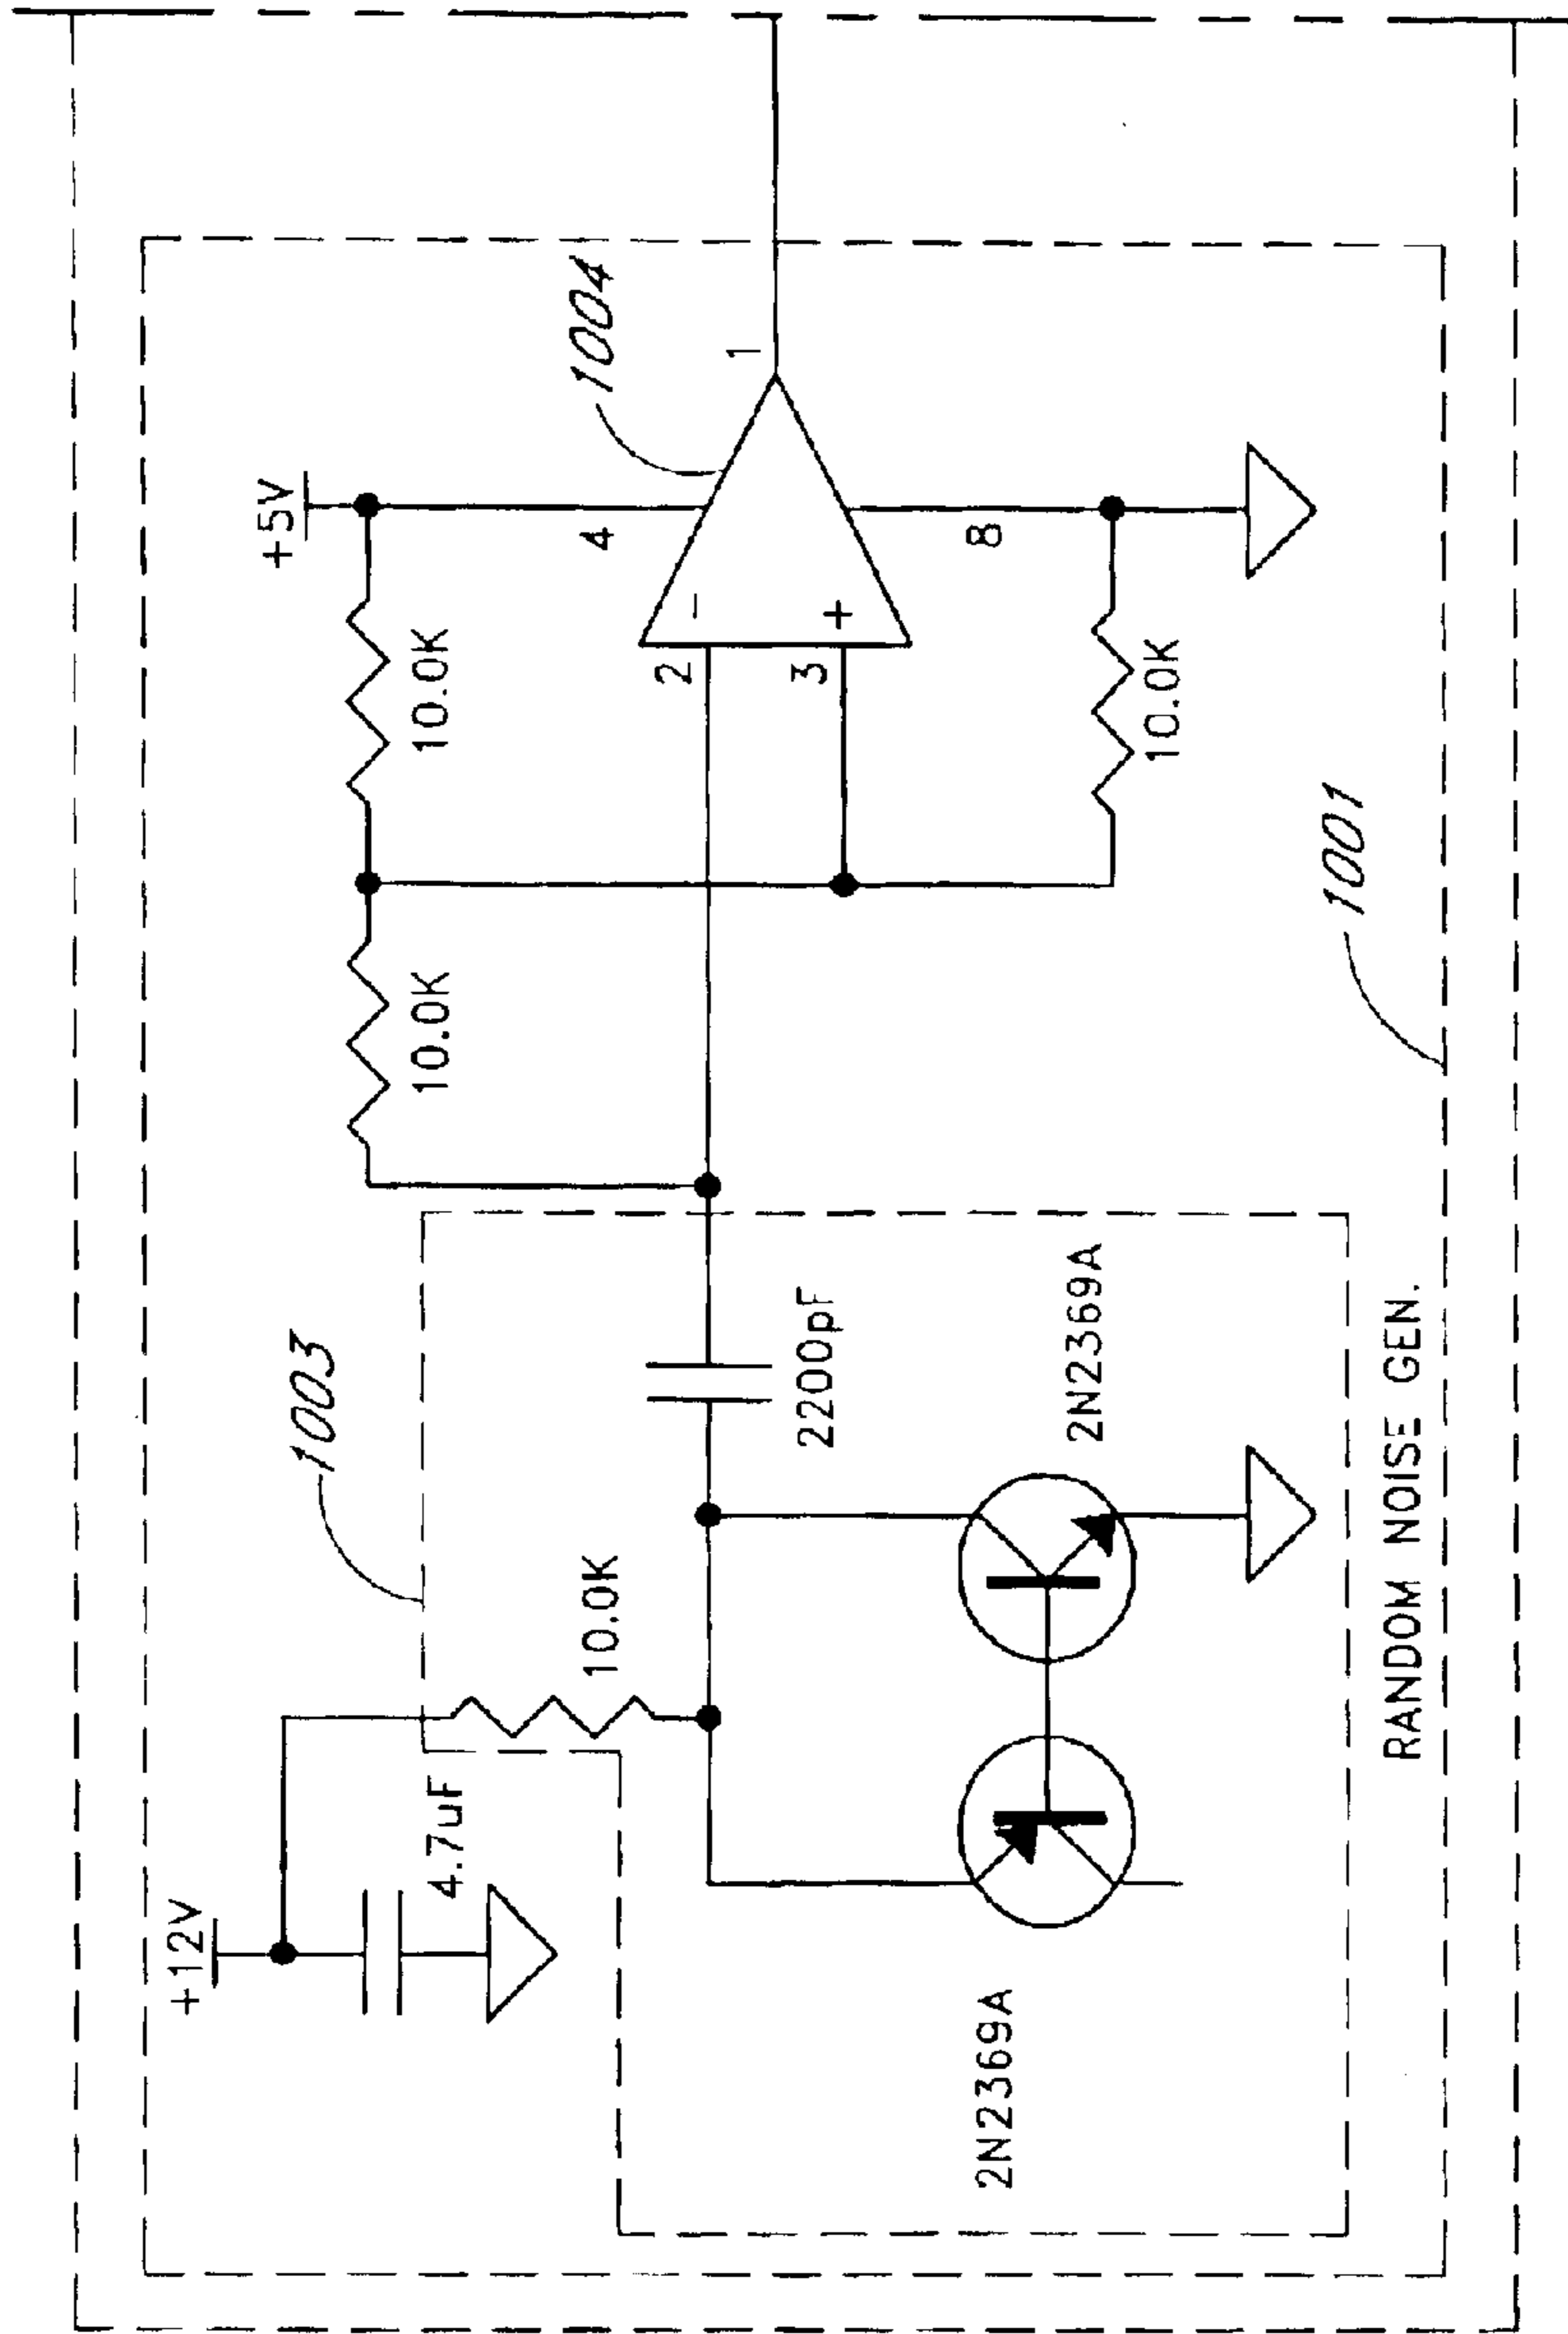 +12V
4.7uF
10.0K
1003
2N2369A
2N2369A
2200pF
10.0K
10.0K
+5V
4
2
-
3
+
1
8
10.0K
1004
1001
RANDOM NOISE GEN.